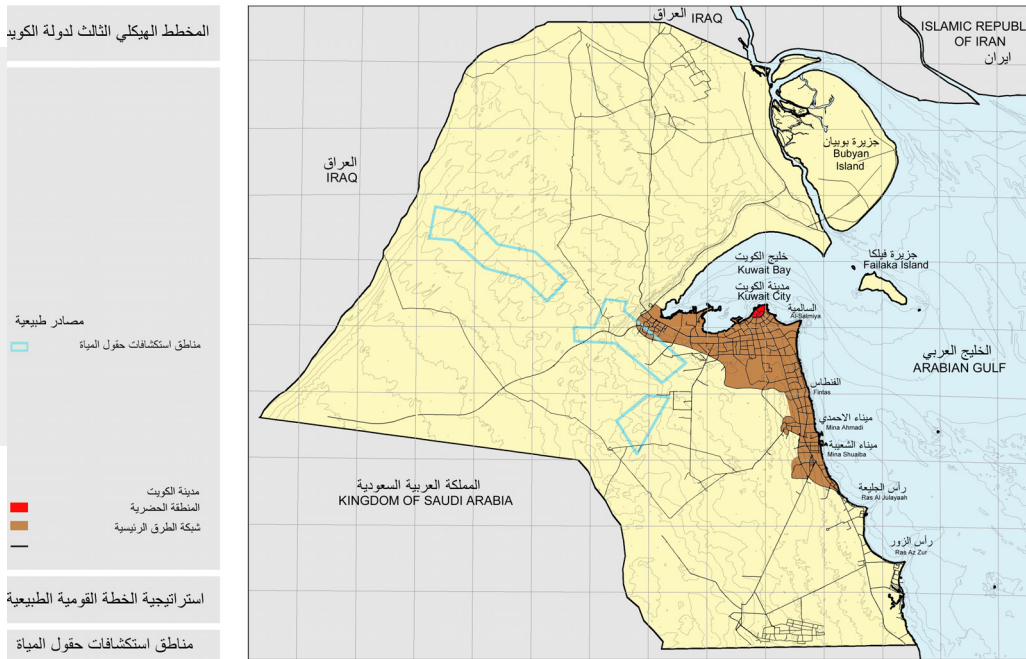 المخطط الهيكلي الثالث لدولة الكويت
مصادر طبيعية
مناطق استكشافات حقول المياة
مدينة الكويت
المنطقة الحضرية
شبكة الطرق الرئيسية
استراتيجية الخطة القومية الطبيعية
مناطق استكشافات حقول المياة
العراق IRAQ
ISLAMIC REPUBL
OF IRAN
ايران
العراق
IRAQ
جزيرة بوبيان
Bubyan
Island
خليج الكويت
Kuwait Bay
جزيرة فيلكا
Failaka Island
مدينة الكويت
Kuwait City
السالمية
Al-Salmiya
الخليج العربي
ARABIAN GULF
الفنطاس
Fintas
ميناء الاحمدي
Mina Ahmadi
ميناء الشعيبة
Mina Shuaiba
المملكة العربية السعودية
KINGDOM OF SAUDI ARABIA
رأس الجليعة
Ras Al Julayaah
رأس الزور
Ras Az Zur